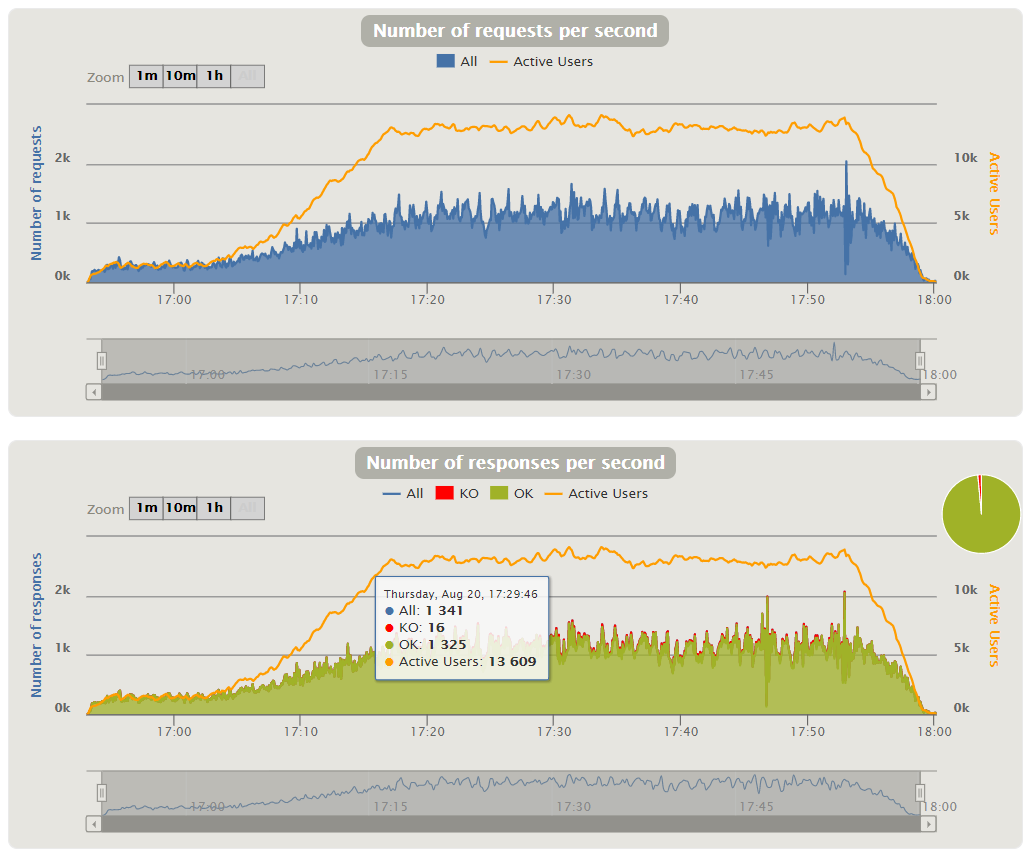 Number of requests per second
All Active Users
Zoom 1m 10m 1h All
Number of requests
2k
1k
0k
10k
5k
0k
Active Users
17:00 17:10 17:20 17:30 17:40 17:50 18:00
17:00 17:15 17:30 17:45 18:00
Number of responses per second
All KO OK Active Users
Zoom 1m 10m 1h All
Number of responses
2k
1k
0k
Thursday, Aug 20, 17:29:46
All: 1 341
KO: 16
OK: 1 325
Active Users: 13 609
10k
5k
0k
Active Users
17:00 17:10 17:20 17:30 17:40 17:50 18:00
17:00 17:15 17:30 17:45 18:00